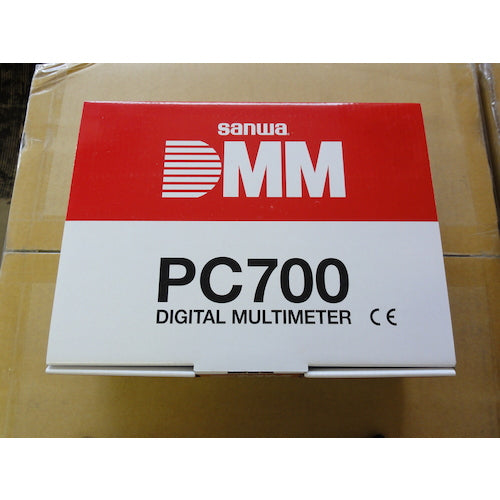 sanwa
DMM
PC700
DIGITAL MULTIMETER CE